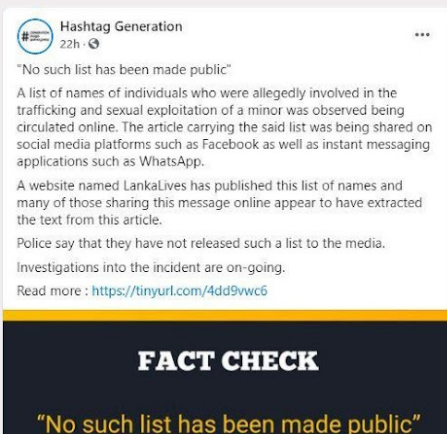 Hashtag Generation
22h ·
"No such list has been made public"
A list of names of individuals who were allegedly involved in the
trafficking and sexual exploitation of a minor was observed being
circulated online. The article carrying the said list was being shared on
social media platforms such as Facebook as well as instant messaging
applications such as WhatsApp.
A website named LankaLives has published this list of names and
many of those sharing this message online appear to have extracted
the text from this article.
Police say that they have not released such a list to the media.
Investigations into the incident are on-going.
Read more : https://tinyurl.com/4dd9vwc6
FACT CHECK
“No such list has been made public”